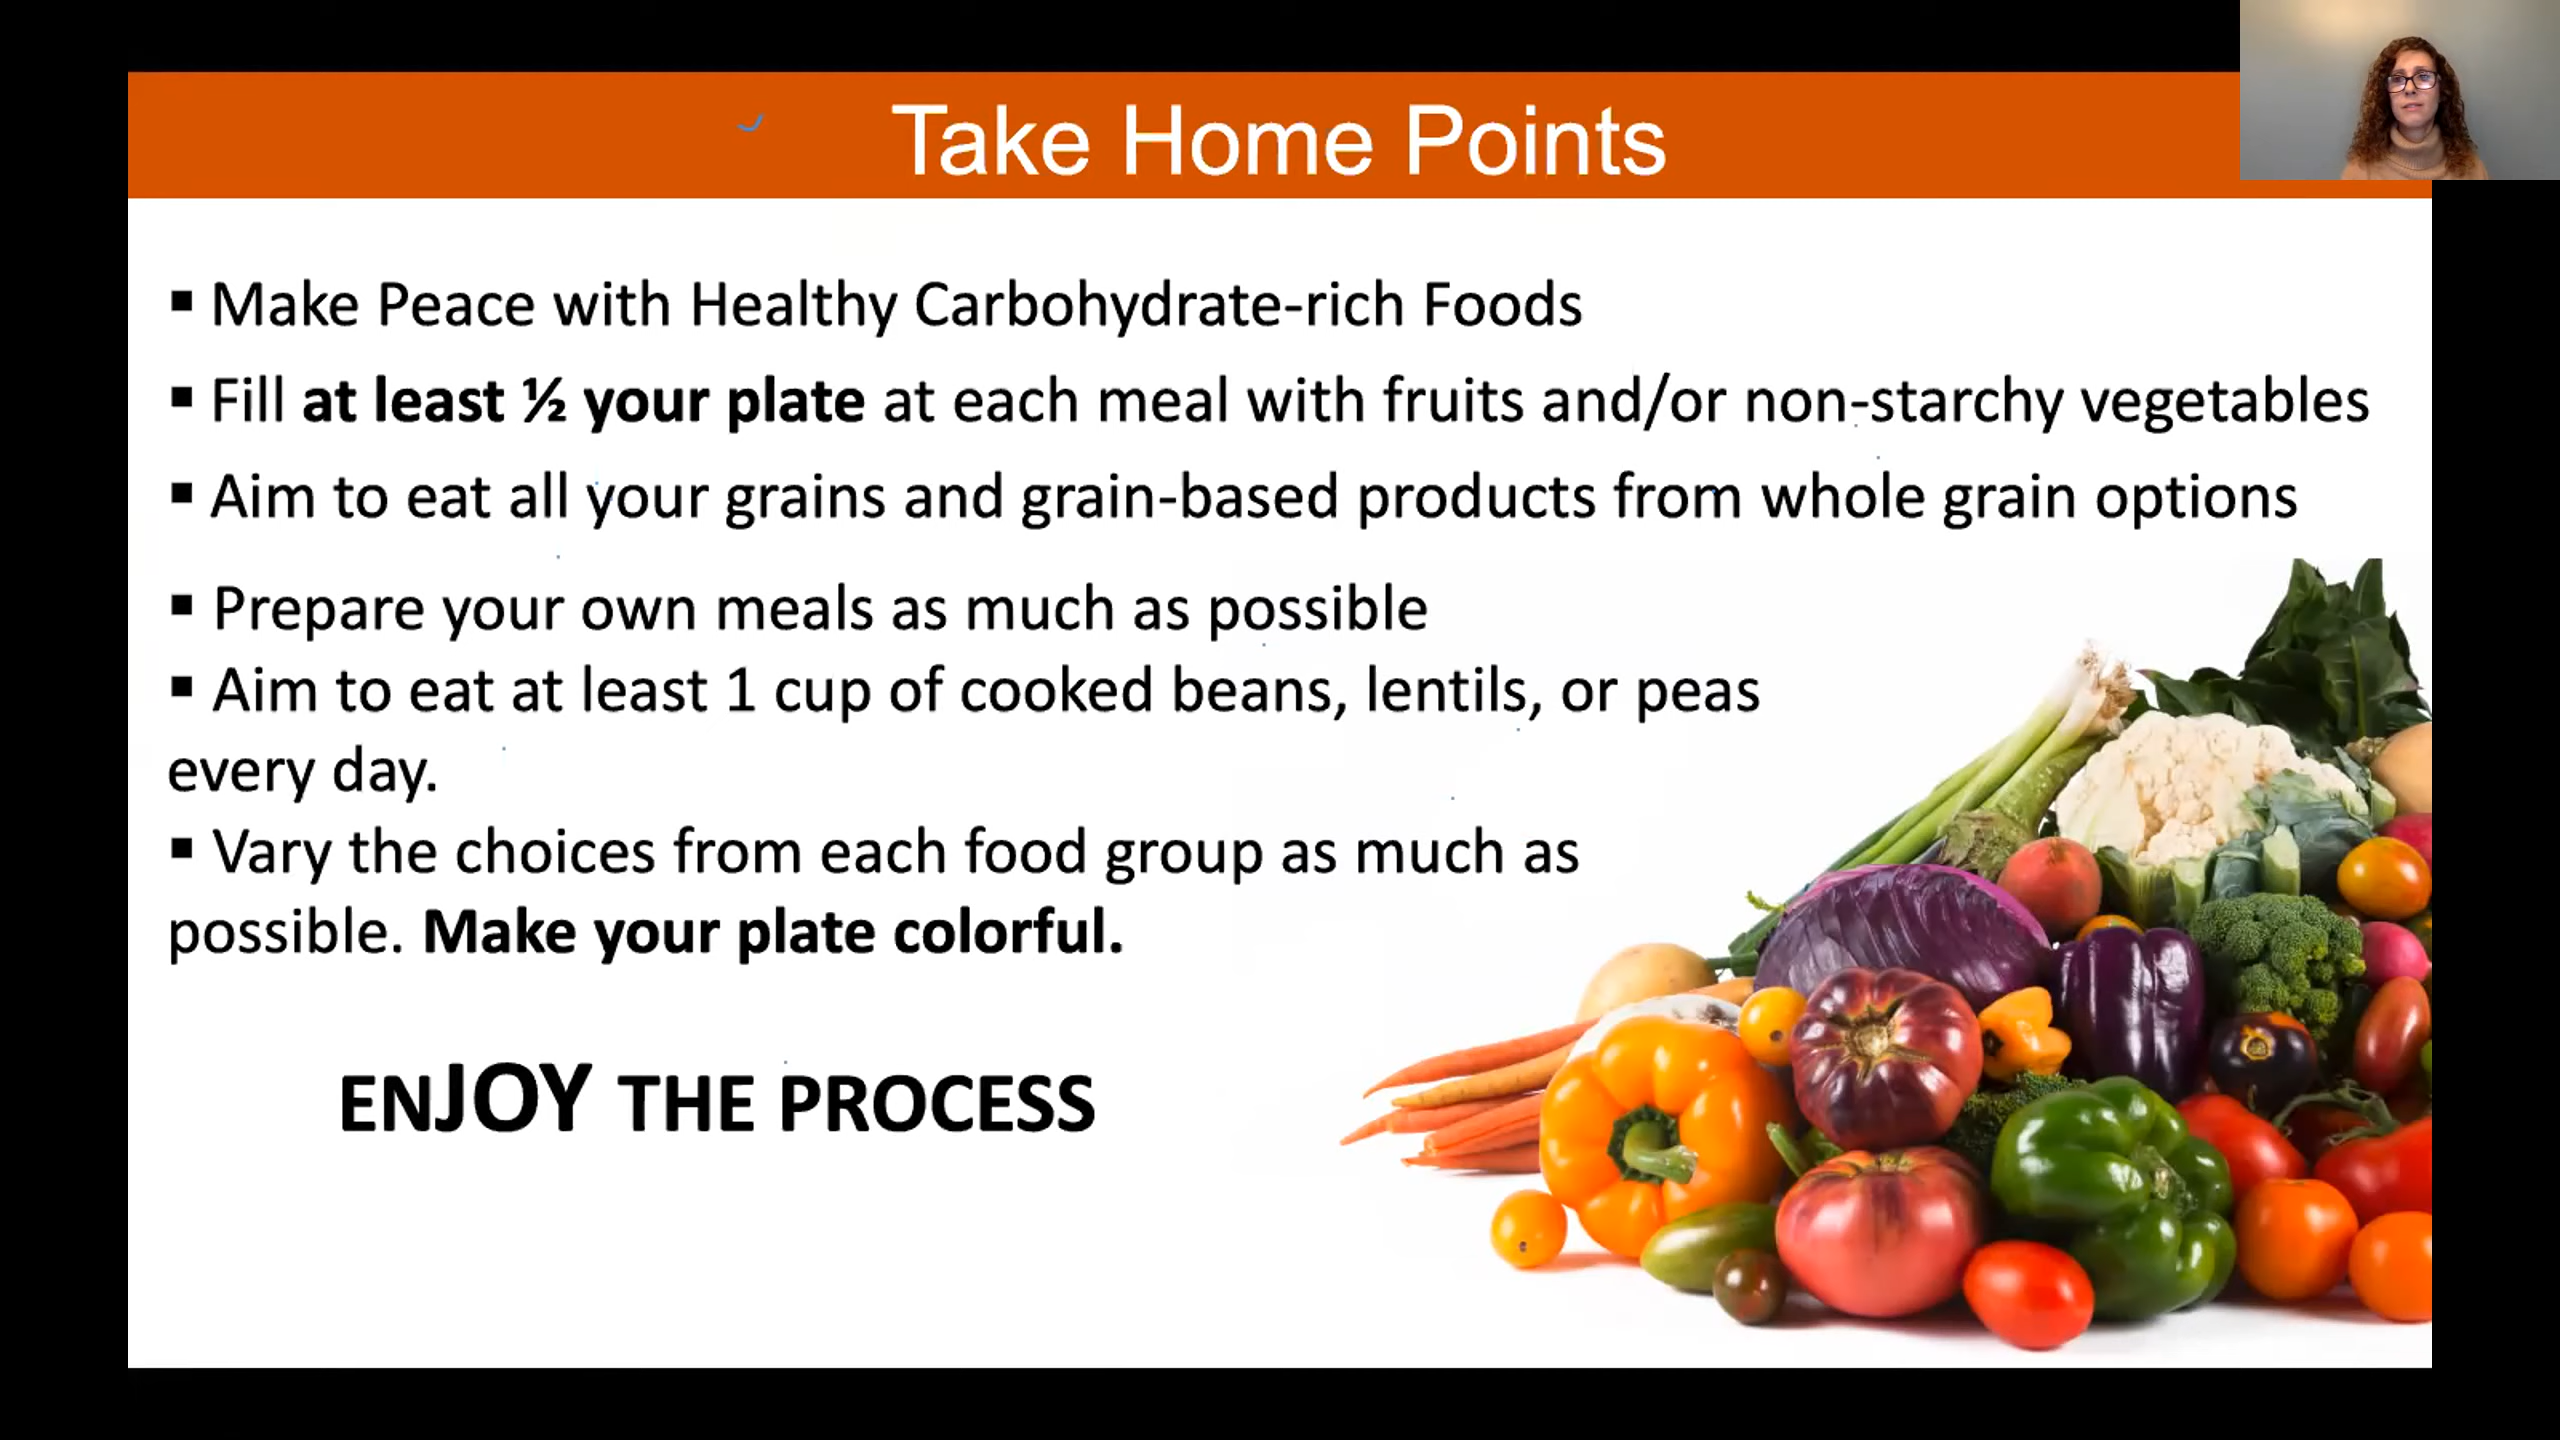 Take Home Points
▪ Make Peace with Healthy Carbohydrate-rich Foods
▪ Fill at least ½ your plate at each meal with fruits and/or non-starchy vegetables
▪ Aim to eat all your grains and grain-based products from whole grain options
▪ Prepare your own meals as much as possible
▪ Aim to eat at least 1 cup of cooked beans, lentils, or peas
every day.
▪ Vary the choices from each food group as much as
possible. Make your plate colorful.
ENJOY THE PROCESS